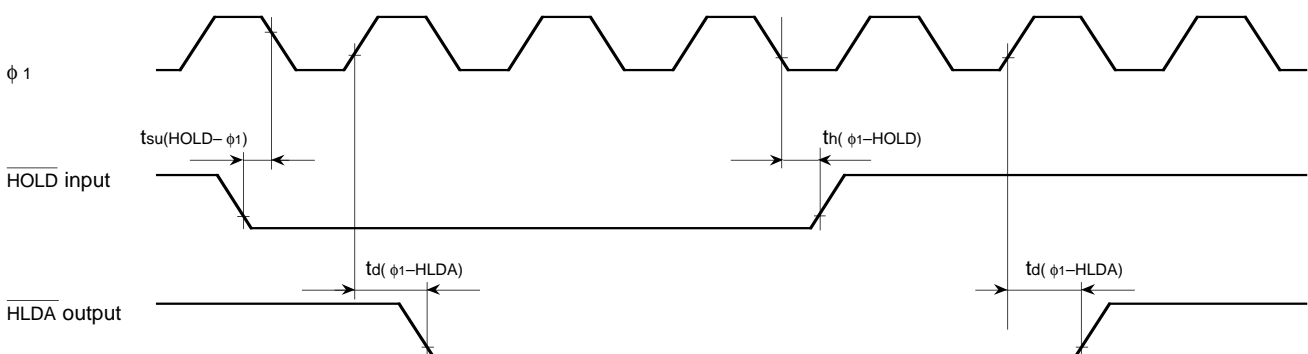 ϕ 1
tsu(HOLD– ϕ1)
th( ϕ1–HOLD)
HOLD input
td( ϕ1–HLDA)
td( ϕ1–HLDA)
HLDA output